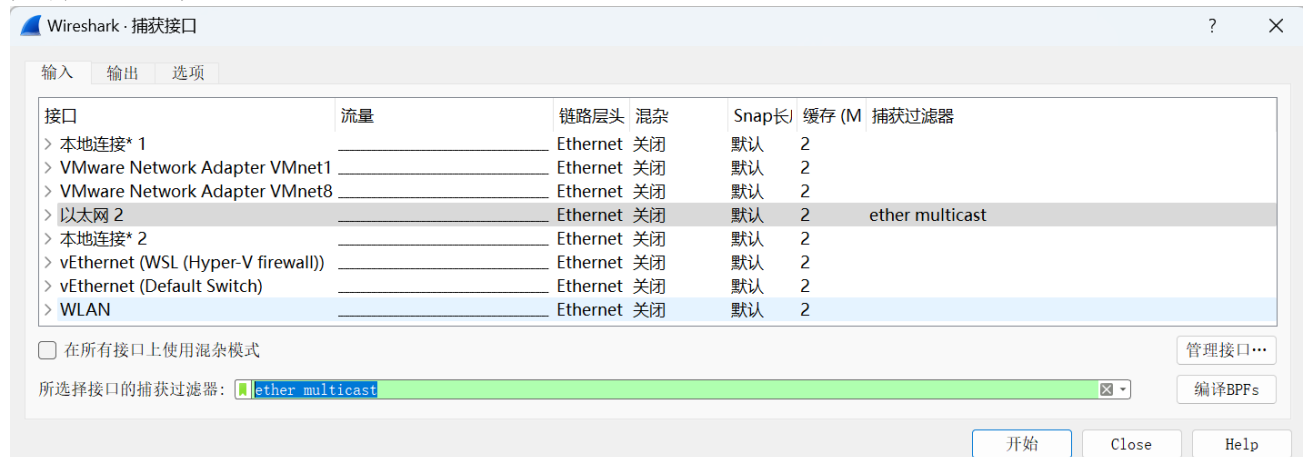 Wireshark · 捕获接口 ?
输入 输出 选项
接口 流量 链路层头 混杂 Snap长 缓存 (M 捕获过滤器
本地连接* 1 Ethernet 关闭 默认 2
VMware Network Adapter VMnet1 Ethernet 关闭 默认 2
VMware Network Adapter VMnet8 Ethernet 关闭 默认 2
以太网 2 Ethernet 关闭 默认 2 ether multicast
本地连接* 2 Ethernet 关闭 默认 2
vEthernet (WSL (Hyper-V firewall)) Ethernet 关闭 默认 2
vEthernet (Default Switch) Ethernet 关闭 默认 2
WLAN Ethernet 关闭 默认 2
在所有接口上使用混杂模式 管理接口…
所选择接口的捕获过滤器: ether multicast 编译BPFs
开始 Close Help